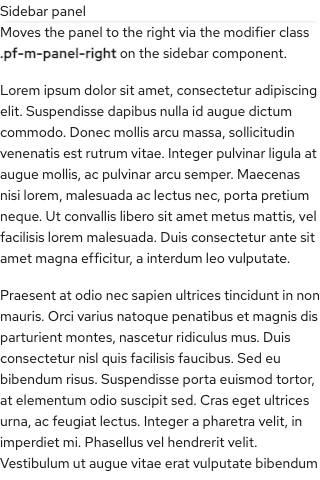 Sidebar panel
Moves the panel to the right via the modifier class
.pf-m-panel-right on the sidebar component.
Lorem ipsum dolor sit amet, consectetur adipiscing
elit. Suspendisse dapibus nulla id augue dictum
commodo. Donec mollis arcu massa, sollicitudin
venenatis est rutrum vitae. Integer pulvinar ligula at
augue mollis, ac pulvinar arcu semper. Maecenas
nisi lorem, malesuada ac lectus nec, porta pretium
neque. Ut convallis libero sit amet metus mattis, vel
facilisis lorem malesuada. Duis consectetur ante sit
amet magna efficitur, a interdum leo vulputate.
Praesent at odio nec sapien ultrices tincidunt in non
mauris. Orci varius natoque penatibus et magnis dis
parturient montes, nascetur ridiculus mus. Duis
consectetur nisl quis facilisis faucibus. Sed eu
bibendum risus. Suspendisse porta euismod tortor,
at elementum odio suscipit sed. Cras eget ultrices
urna, ac feugiat lectus. Integer a pharetra velit, in
imperdiet mi. Phasellus vel hendrerit velit.
Vestibulum ut augue vitae erat vulputate bibendum